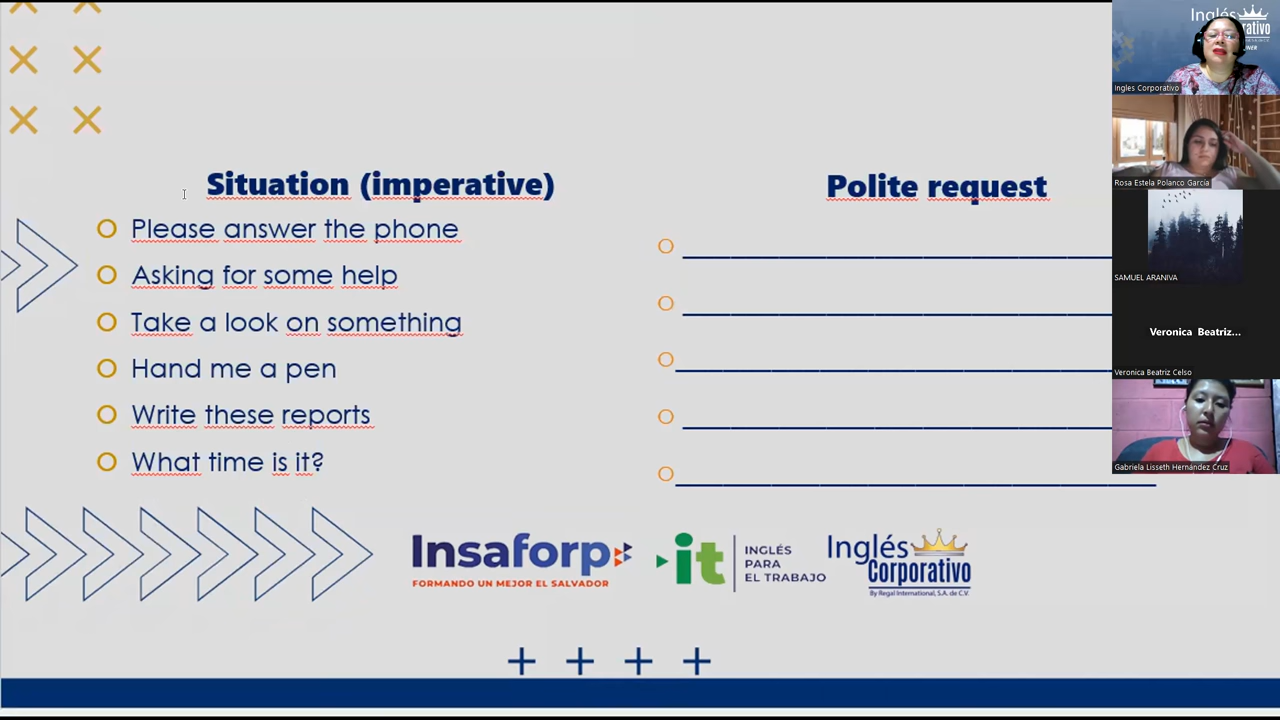 Situation (imperative)
Please answer the phone
Asking for some help
Take a look on something
Hand me a pen
Write these reports
What time is it?
Polite request
Insaforp
FORMANDO UN MEJOR EL SALVADOR
it
INGLÉS
PARA
EL TRABAJO
Inglés
Corporativo
By Regal International, S.A. de C.V.
Inglés
Ingles Corporativo
Rosa Estela Polanco García
SAMUEL ARANIVA
Veronica Beatriz...
Veronica Beatriz Celso
Gabriela Lisseth Hernández Cruz